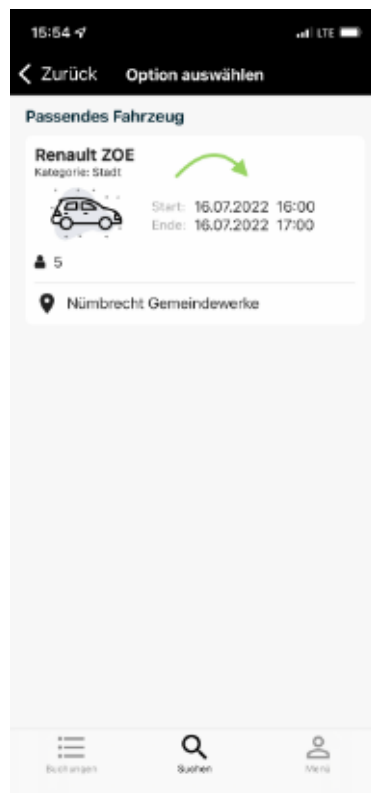 15:54 LTE
Zurück Option auswählen
Passendes Fahrzeug
Renault ZOE
Kategorie: Stadt
Start: 16.07.2022 16:00
Ende: 16.07.2022 17:00
5
Nümbrecht Gemeindewerke
Buchungen Suchen Menü